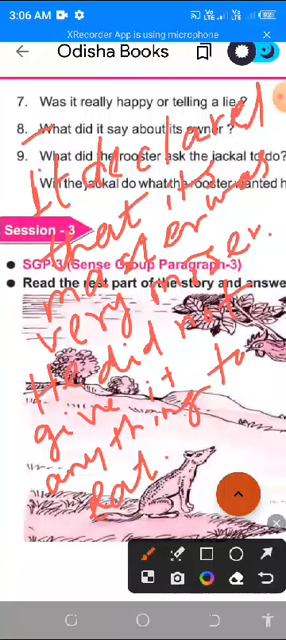 3:06 AM
XRecorder App is using microphone
Odisha Books
7. Was it really happy or telling a lie ?
8. What did it say about its owner ?
9. What did the rooster ask the jackal to do?
Will the jackal do what the rooster wanted h
Session - 3
SGP-3 (Sense Group Paragraph-3)
Read the rest part of the story and answe
It declared
that its
master was
very miser.
He did not
give it
anything to
eat.